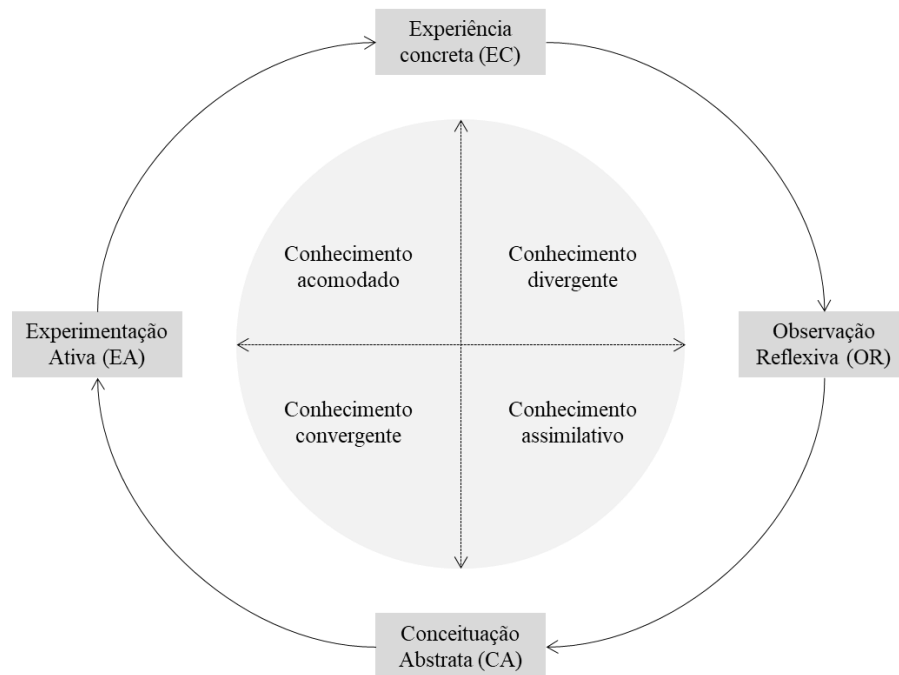 Experiência
concreta (EC)
Conhecimento
acomodado
Conhecimento
divergente
Experimentação
Ativa (EA)
Observação
Reflexiva (OR)
Conhecimento
convergente
Conhecimento
assimilativo
Conceituação
Abstrata (CA)